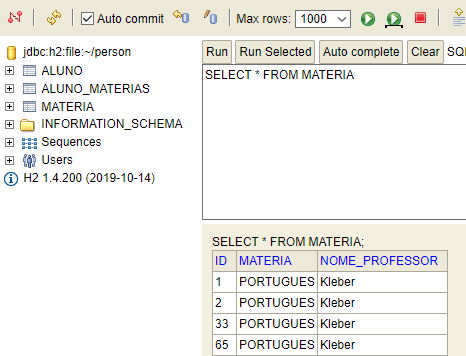 Auto commit Max rows: 1000
jdbc:h2:file:~/person
ALUNO
ALUNO_MATERIAS
MATERIA
INFORMATION_SCHEMA
Sequences
Users
H2 1.4.200 (2019-10-14)
Run Run Selected Auto complete Clear SQ
SELECT * FROM MATERIA
SELECT * FROM MATERIA;
ID MATERIA NOME_PROFESSOR
1 PORTUGUES Kleber
2 PORTUGUES Kleber
33 PORTUGUES Kleber
65 PORTUGUES Kleber